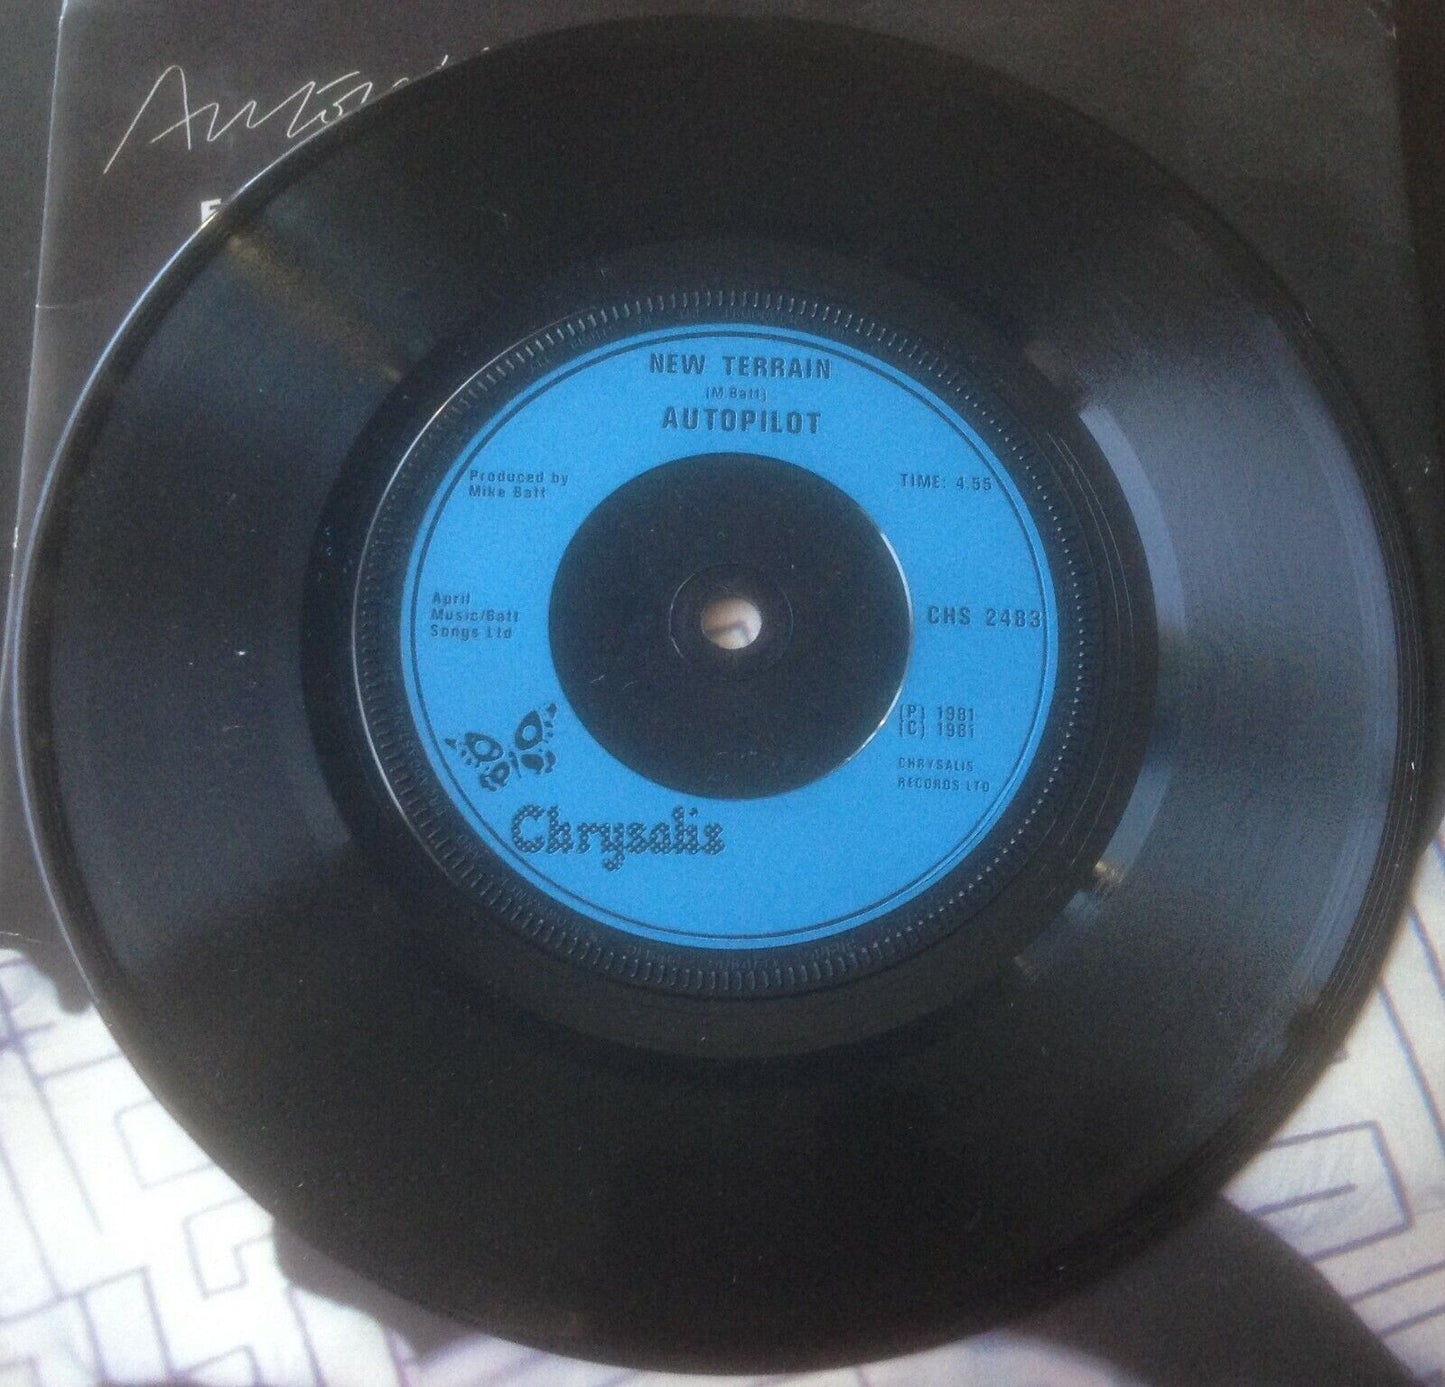 NEW TERRAIN
(M.Batt)
AUTOPILOT
Produced by
Mike Batt
TIME: 4.55
April
Music/Batt
Songs Ltd
CHS 2483
(P) 1981
(C) 1981
CHRYSALIS
RECORDS LTD
Chrysalis